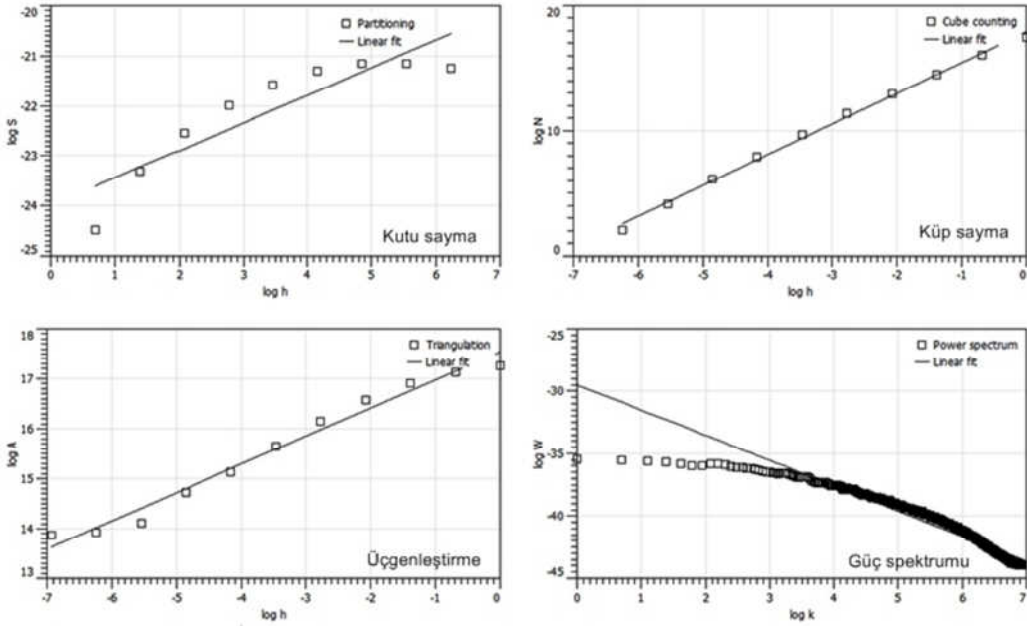 -20
-21
-22
-23
-24
-25
log S
Partitioning
Linear fit
Kutu sayma
0 1 2 3 4 5 6 7
log h
20
10
0
log N
Cube counting
Linear fit
Küp sayma
-7 -6 -5 -4 -3 -2 -1 0
log h
18
17
16
15
14
13
log A
Triangulation
Linear fit
Üçgenleştirme
-7 -6 -5 -4 -3 -2 -1 0
log h
-25
-30
-35
-40
-45
log W
Power spectrum
Linear fit
Güç spektrumu
0 1 2 3 4 5 6 7
log k